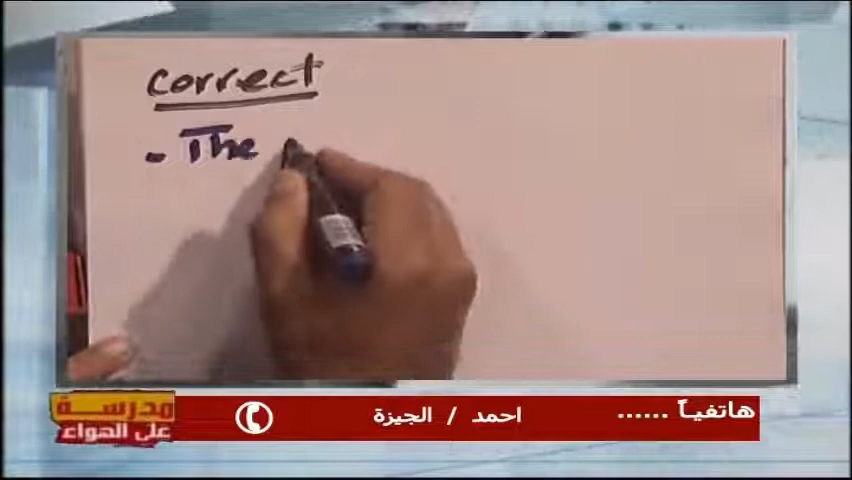 correct
- The
هاتفياً ...... احمد / الجيزة
مدرسة
على الهواء